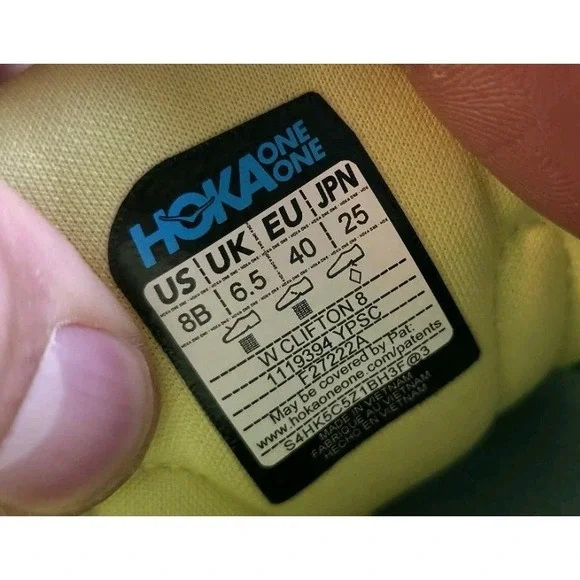 HOKA ONE ONE
US UK EU JPN
8B 6.5 40 25
W CLIFTON 8
1119394 YPSC
F27222A
May be covered by Pat:
www.hokaoneone.com/patents
S4HK5C5Z1BH3F@3
MADE IN VIETNAM
FABRIQUE AU VIETNAM
HECHO EN VIETNAM